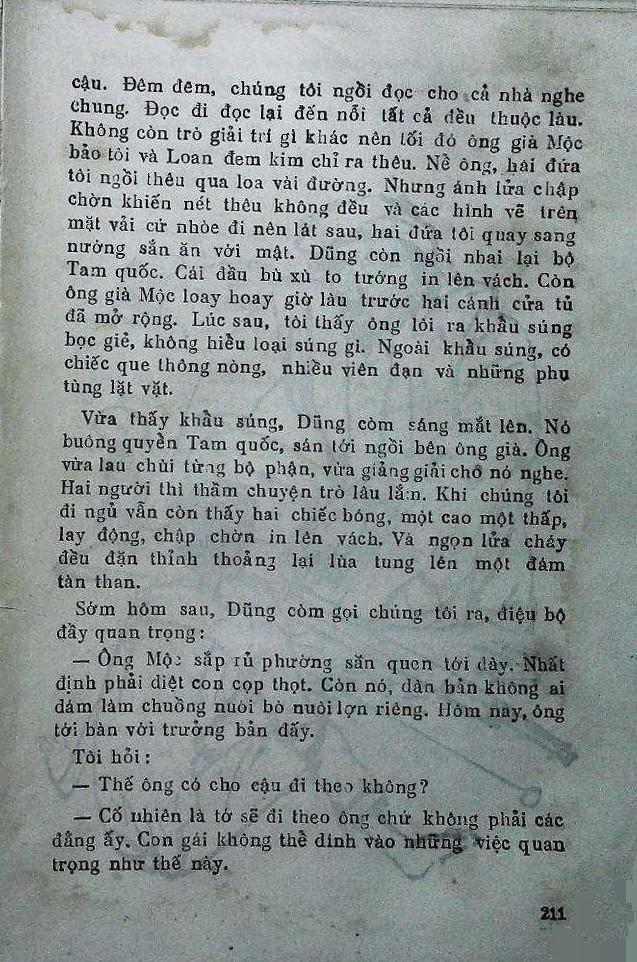 cậu. Đêm đêm, chúng tôi ngồi đọc cho cả nhà nghe
chung. Đọc đi đọc lại đến nỗi tất cả đều thuộc làu.
Không còn trò giải trí gì khác nên tối đó ông già Mộc
bảo tôi và Loan đem kim chỉ ra thêu. Nề ông, hai đứa
tôi ngồi thêu qua loa vài đường. Nhưng ánh lửa chập
chờn khiến nét thêu không đều và các hình vẽ trên
mặt vải cứ nhòe đi nên lát sau, hai đứa tôi quay sang
nướng sắn ăn với mật. Dũng còn ngồi nhai lại bộ
Tam quốc. Cái đầu bù xù to tướng in lên vách. Còn
ông già Mộc loay hoay giờ lâu trước hai cánh cửa tủ
đã mở rộng. Lúc sau, tôi thấy ông lôi ra khẩu súng
bọc giẻ, không hiểu loại súng gì. Ngoài khẩu súng, có
chiếc que thông nòng, nhiều viên đạn và những phụ
tùng lặt vặt.
Vừa thấy khẩu súng, Dũng còm sáng mắt lên. Nó
buông quyển Tam quốc, sán tới ngồi bên ông già. Ông
vừa lau chùi từng bộ phận, vừa giảng giải cho nó nghe.
Hai người thì thầm chuyện trò lâu lắm. Khi chúng tôi
đi ngủ vẫn còn thấy hai chiếc bóng, một cao một thấp,
lay động, chập chờn in lên vách. Và ngọn lửa cháy
đều đặn thỉnh thoảng lại lùa tung lên một đám
tàn than.
Sớm hôm sau, Dũng còm gọi chúng tôi ra, điệu bộ
đầy quan trọng:
— Ông Mộc sắp rủ phường săn quen tới đây. Nhất
định phải diệt con cọp thọt. Còn nó, dân bản không ai
dám làm chuồng nuôi bò nuôi lợn riêng. Hôm nay, ông
tới bàn với trưởng bản đấy.
Tôi hỏi:
— Thế ông có cho cậu đi theo không?
— Cố nhiên là tớ sẽ đi theo ông chứ không phải các
đằng ấy. Con gái không thể dính vào những việc quan
trọng như thế này.
211